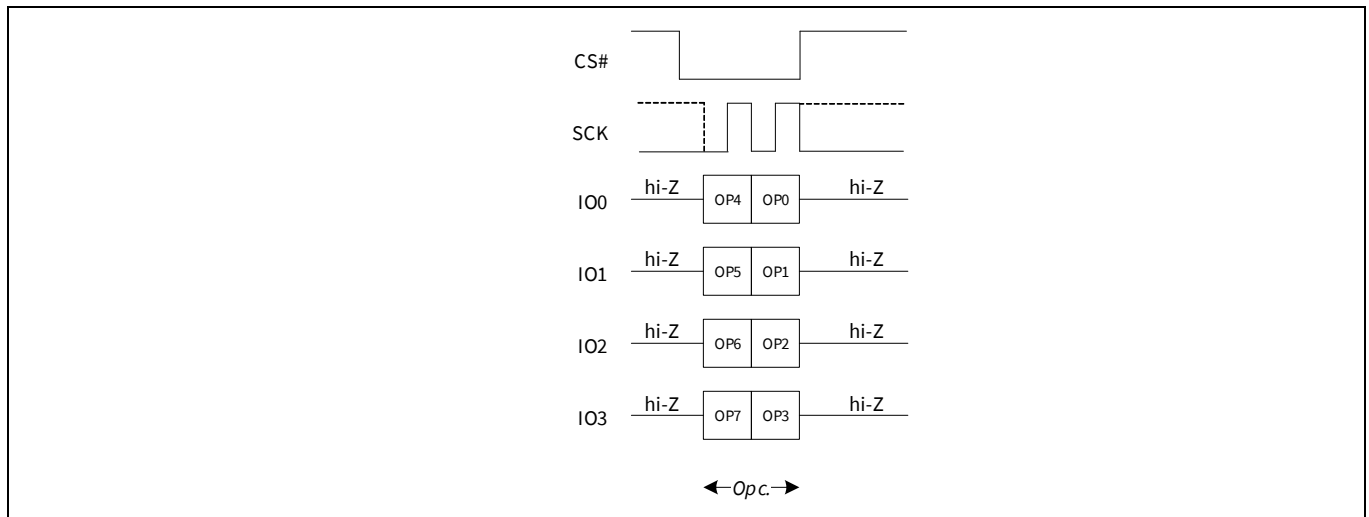 CS#
SCK
hi-Z hi-Z
IO0 OP4 OP0
hi-Z hi-Z
IO1 OP5 OP1
hi-Z hi-Z
IO2 OP6 OP2
hi-Z hi-Z
IO3 OP7 OP3
Opc.